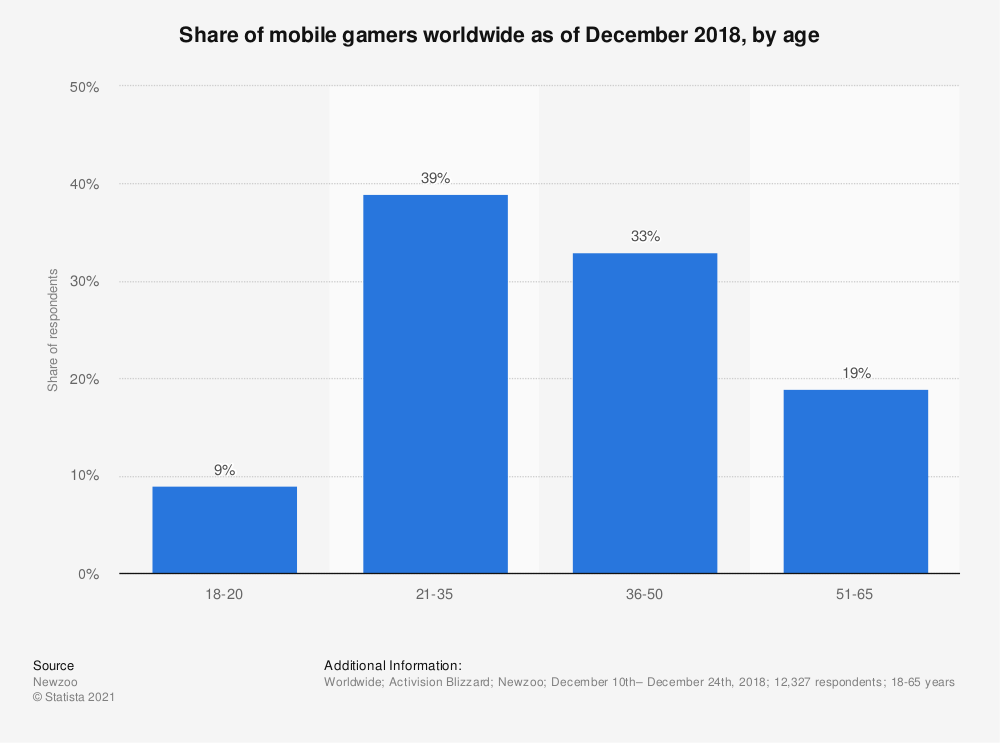 Share of mobile gamers worldwide as of December 2018, by age
Share of respondents
50%
40%
30%
20%
10%
0%
9%
39%
33%
19%
18-20
21-35
36-50
51-65
Source
Newzoo
© Statista 2021
Additional Information:
Worldwide; Activision Blizzard; Newzoo; December 10th– December 24th, 2018; 12,327 respondents; 18-65 years